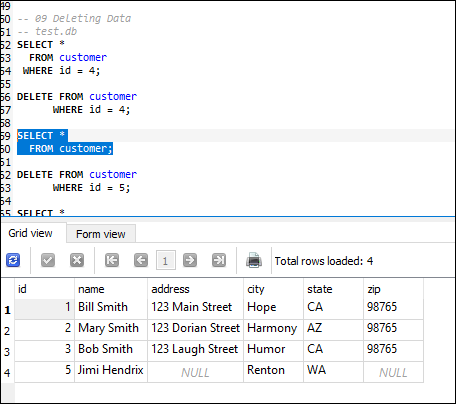 49
50 -- 09 Deleting Data
51 -- test.db
52 SELECT *
53 FROM customer
54 WHERE id = 4;
55
56 DELETE FROM customer
57 WHERE id = 4;
58
59 SELECT *
60 FROM customer;
61
62 DELETE FROM customer
63 WHERE id = 5;
64
65 SELECT *
Grid view Form view
1 Total rows loaded: 4
id name address city state zip
1 1 Bill Smith 123 Main Street Hope CA 98765
2 2 Mary Smith 123 Dorian Street Harmony AZ 98765
3 3 Bob Smith 123 Laugh Street Humor CA 98765
4 5 Jimi Hendrix NULL Renton WA NULL